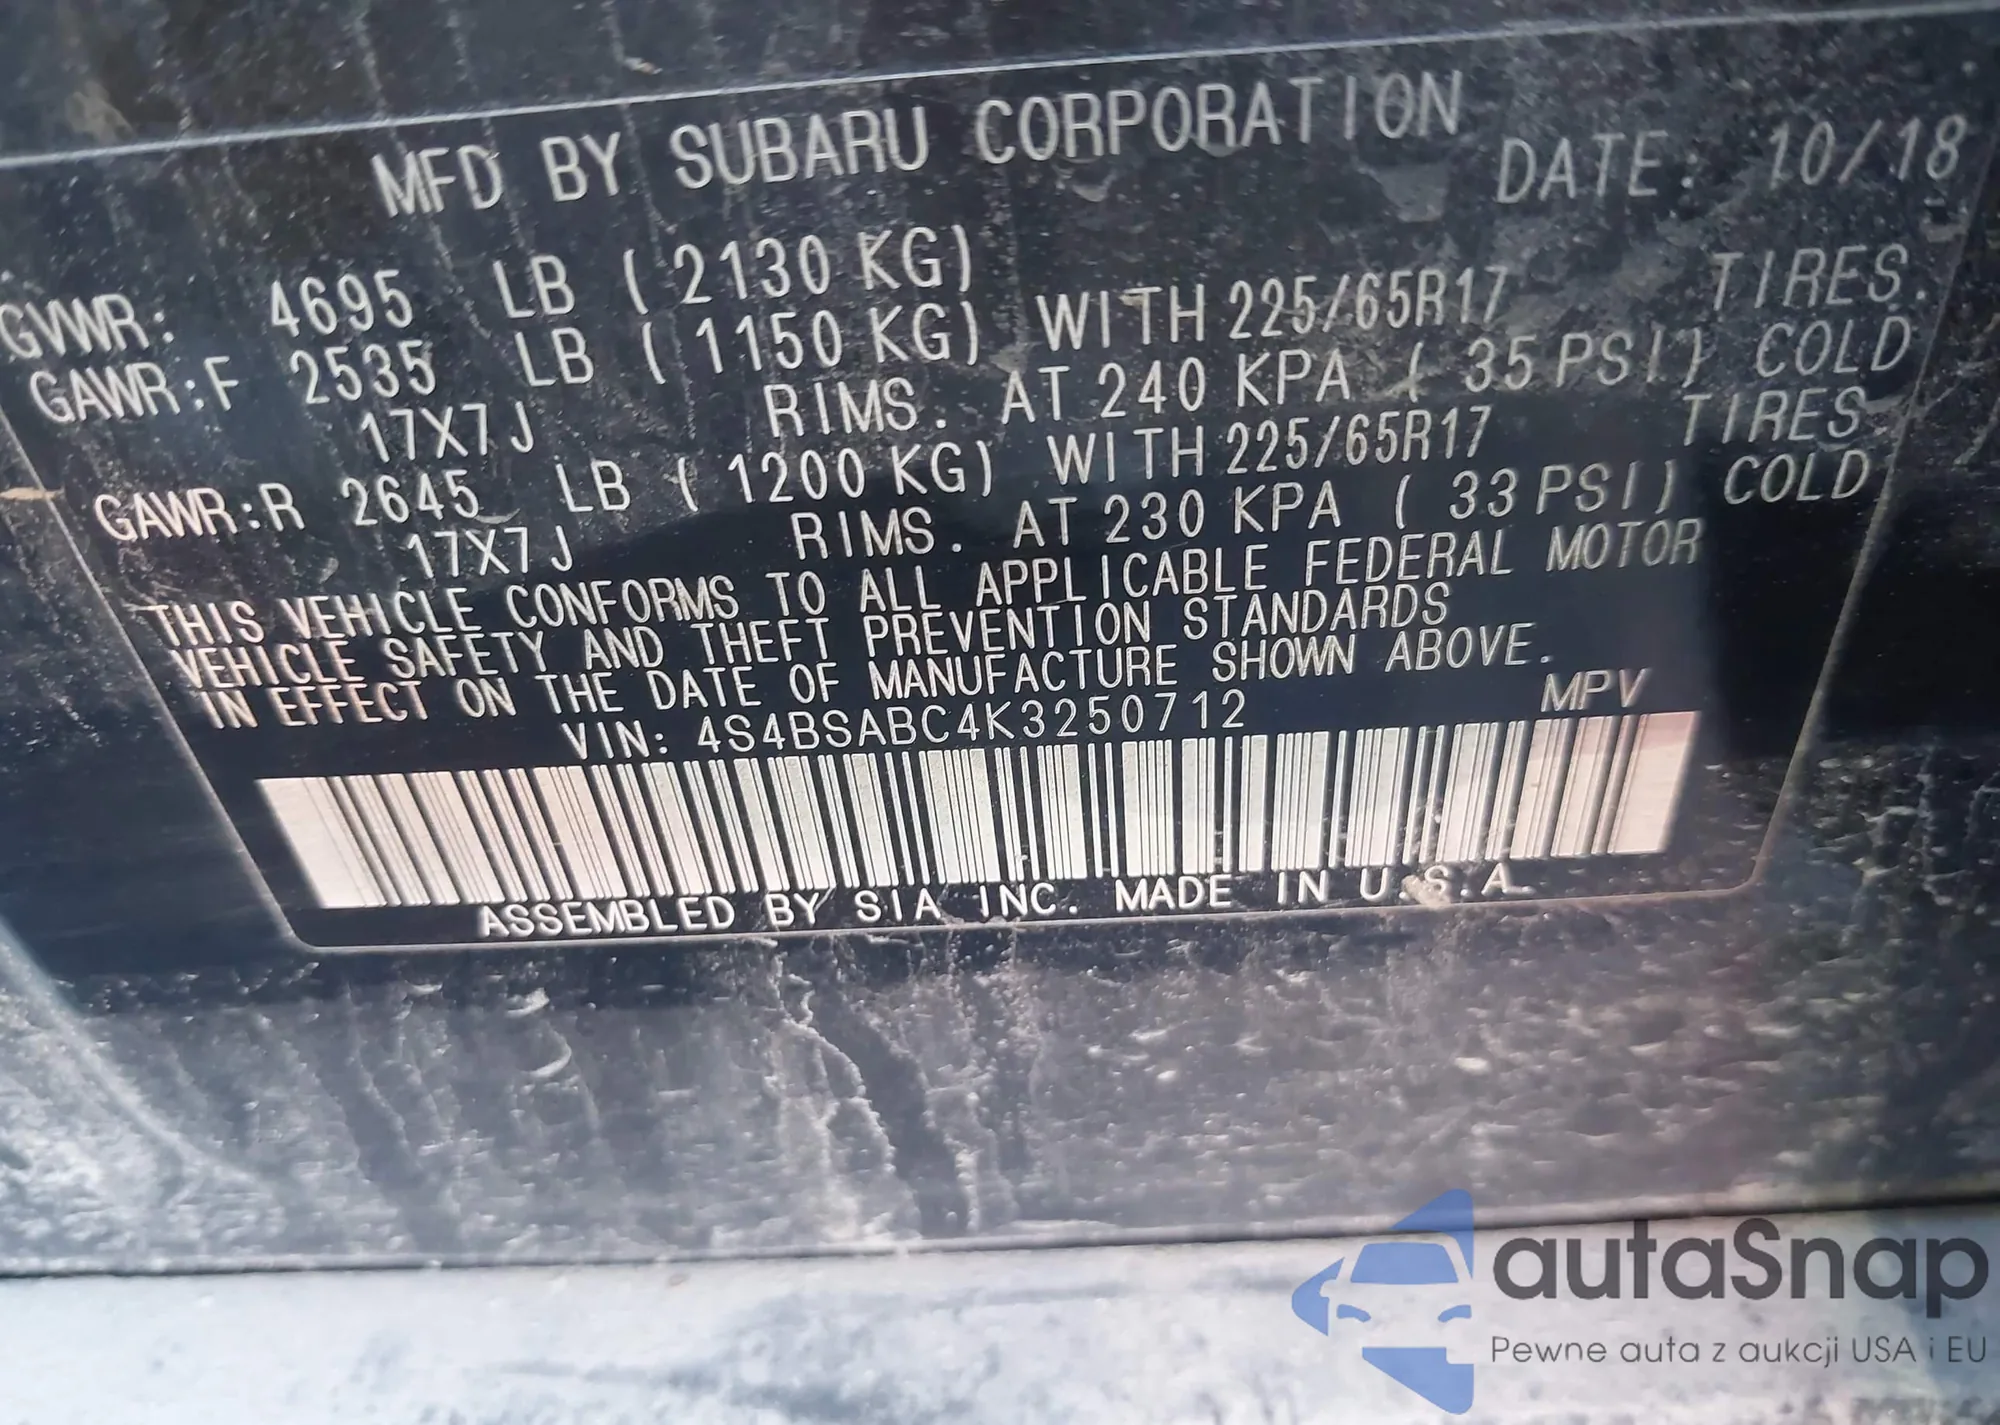 MFD BY SUBARU CORPORATION
DATE: 10/18
GVWR: 4695 LB (2130 KG)
GAWR:F 2535 LB (1150 KG) WITH 225/65R17 TIRES.
17X7J RIMS. AT 240 KPA (35 PSI) COLD
GAWR:R 2645 LB (1200 KG) WITH 225/65R17 TIRES.
17X7J RIMS. AT 230 KPA (33 PSI) COLD
THIS VEHICLE CONFORMS TO ALL APPLICABLE FEDERAL MOTOR
VEHICLE SAFETY AND THEFT PREVENTION STANDARDS
IN EFFECT ON THE DATE OF MANUFACTURE SHOWN ABOVE.
VIN: 4S4BSABC4K3250712 MPV
ASSEMBLED BY SIA INC. MADE IN U.S.A.
autaSnap
Pewne auta z aukcji USA i EU